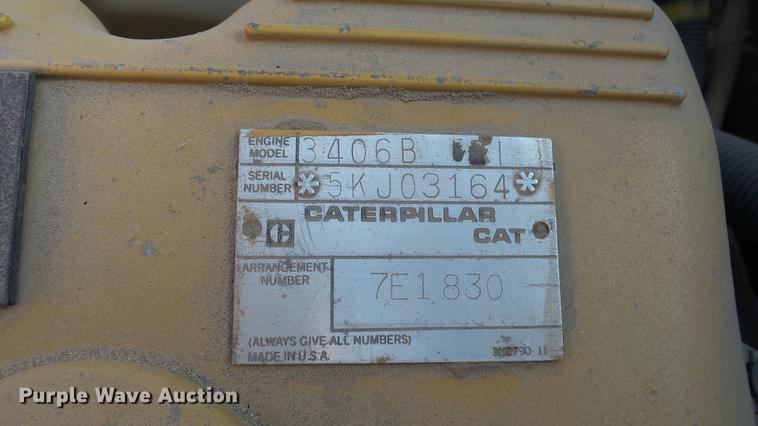 ENGINE MODEL 3406B I
SERIAL NUMBER *5KJ03164*
CATERPILLAR
C CAT
ARRANGEMENT NUMBER 7E1830
(ALWAYS GIVE ALL NUMBERS)
MADE IN U.S.A.
Purple Wave Auction